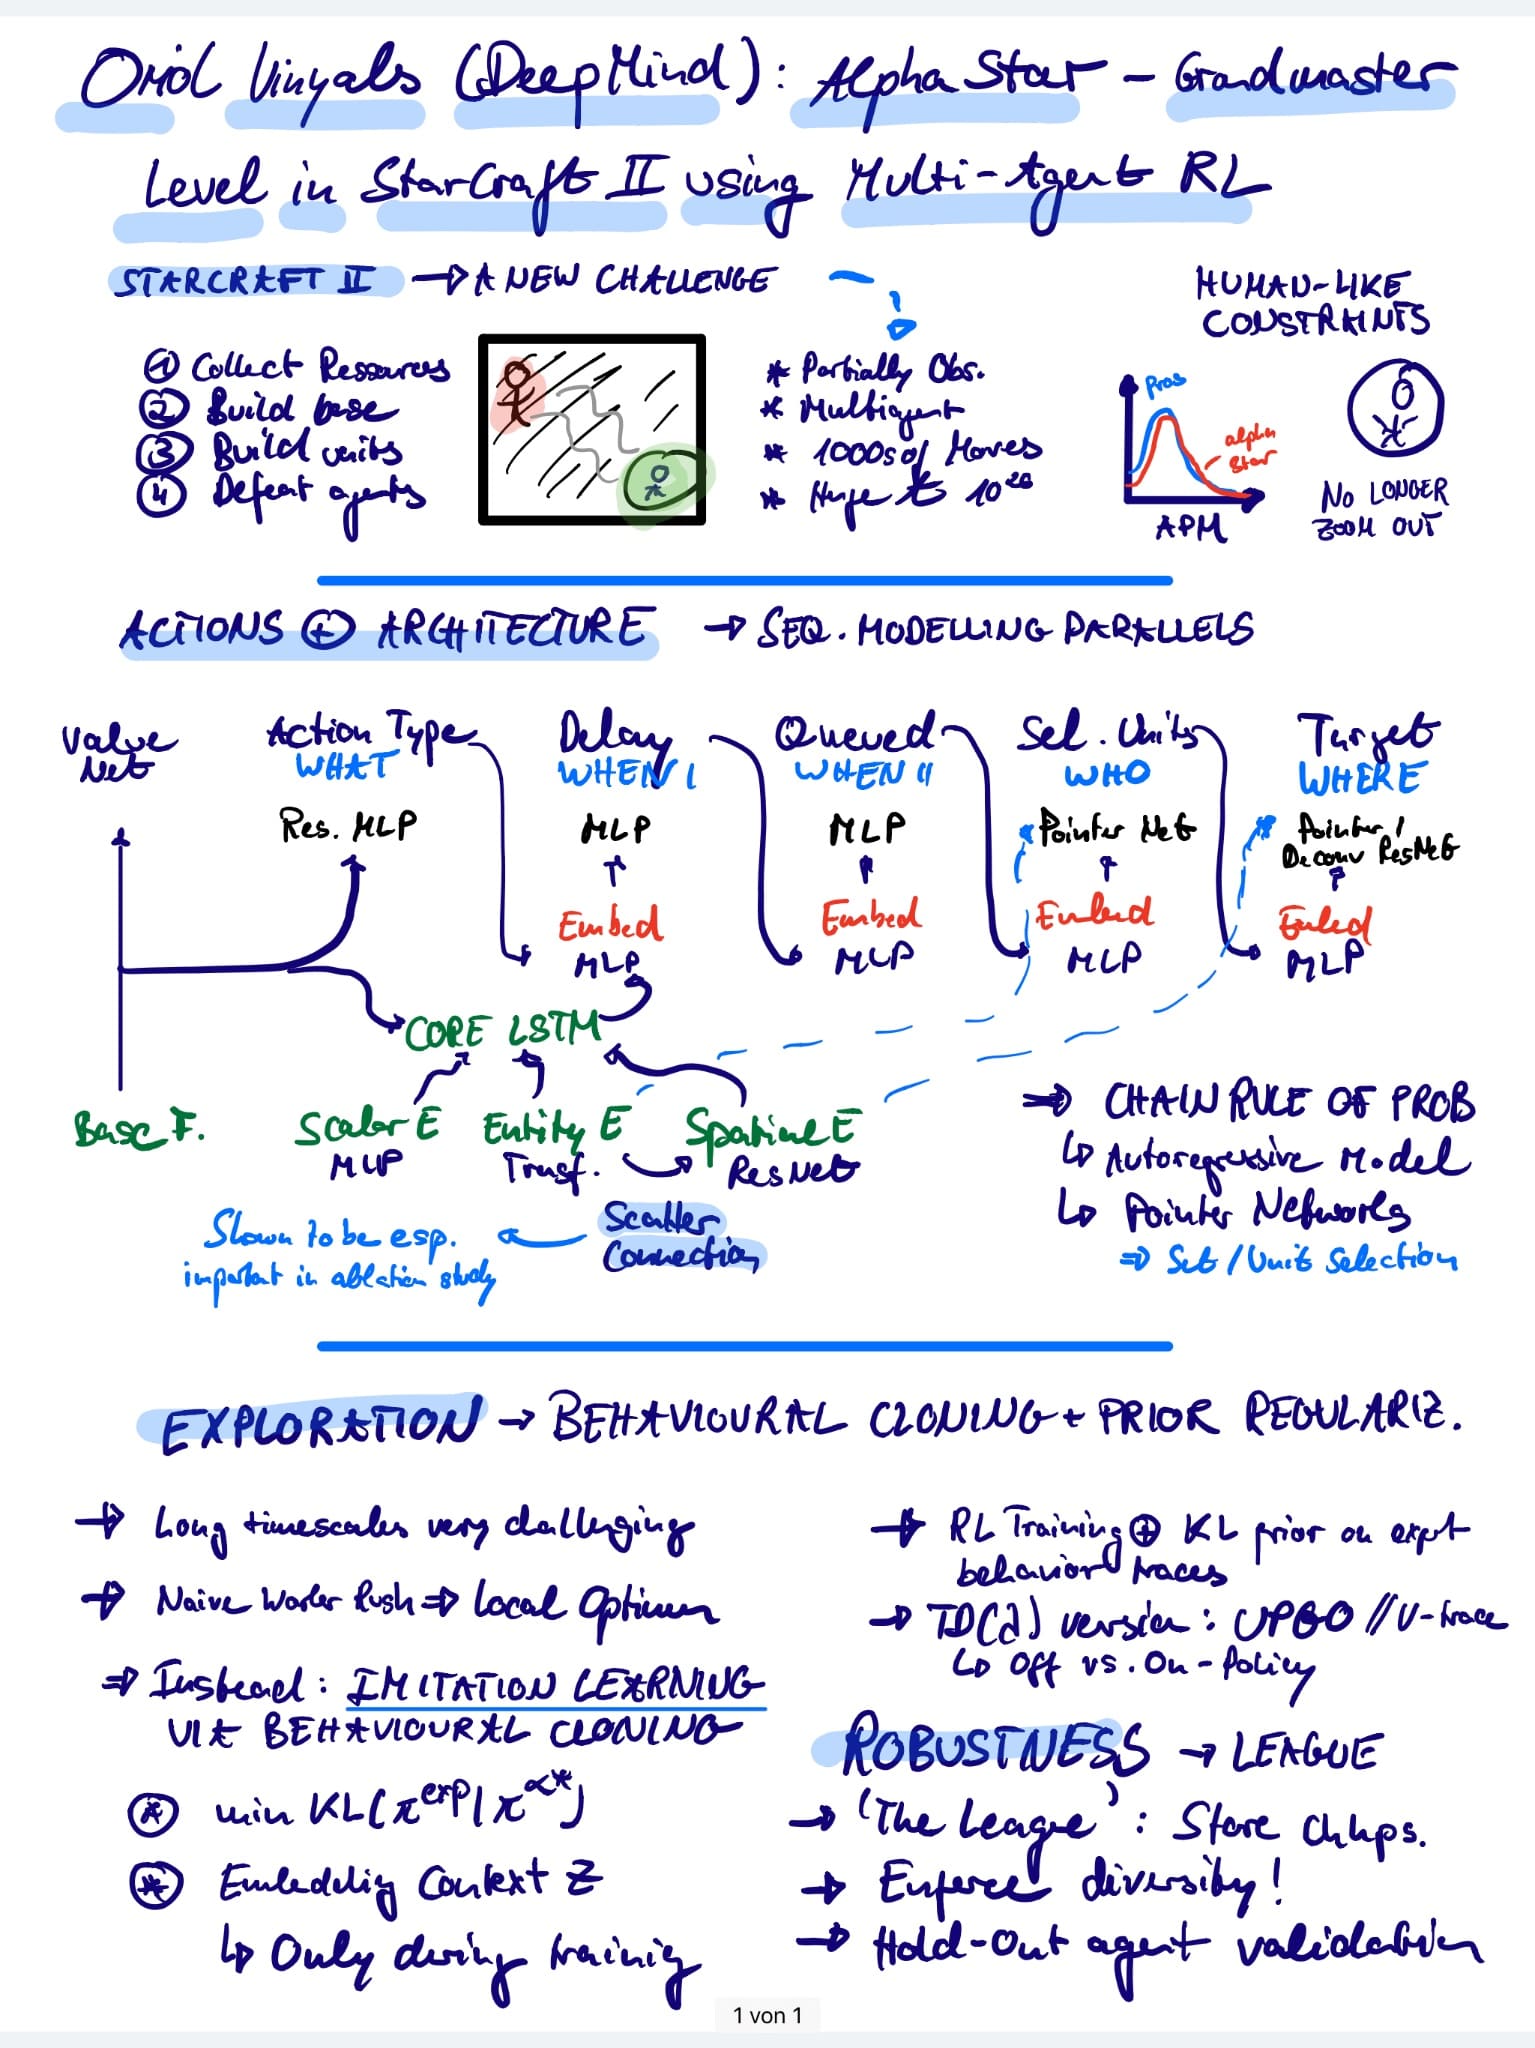 Oriol Vinyals (DeepMind): AlphaStar – Grandmaster
Level in StarCraft II using Multi-Agent RL
STARCRAFT II → A NEW CHALLENGE
① Collect Ressources
② Build base
③ Build units
④ Defeat agents
* Partially Obs.
* Multiagent
* 1000s of Moves
* Huge A 10²⁶
HUMAN-LIKE
CONSTRAINTS
Pros
alpha
star
APM
NO LONGER
ZOOM OUT
ACTIONS ⊕ ARCHITECTURE → SEQ. MODELLING PARALLELS
Value
Net
Action Type
WHAT
Res. MLP
Delay
WHEN I
MLP
Embed
MLP
Queued
WHEN II
MLP
Embed
MLP
Sel. Units
WHO
Pointer Net
Embed
MLP
Target
WHERE
Pointer /
Deconv ResNet
Embed
MLP
CORE LSTM
Base F.
Scalar E
MLP
Entity E
Transf.
Spatial E
ResNet
Scatter
Connection
Shown to be esp.
important in ablation study
⇒ CHAIN RULE OF PROB
↳ Autoregressive Model
↳ Pointer Networks
⇒ Set / Unit Selection
EXPLORATION → BEHAVIOURAL CLONING + PRIOR REGULARIZ.
→ Long timescales very challenging
→ Naive Worker Rush ⇒ Local Optimum
⇒ Instead: IMITATION LEARNING
VIA BEHAVIOURAL CLONING
⊛ min KL(π^exp | π^α*)
⊛ Embedding Context Z
↳ Only during training
→ RL Training ⊕ KL prior on expert
behavior traces
→ TD(λ) version: UPGO // V-trace
↳ Off vs. On-Policy
ROBUSTNESS → LEAGUE
→ 'The League': Store Chkps.
→ Enforce diversity!
→ Hold-Out agent validation
1 von 1